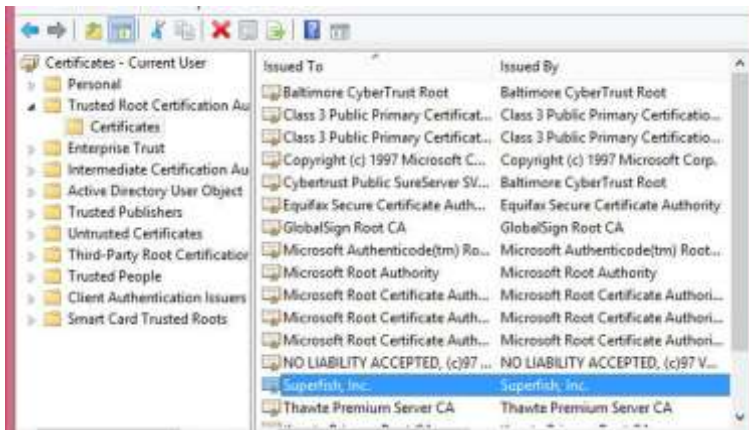 Certificates - Current User
Personal
Trusted Root Certification Au
Certificates
Enterprise Trust
Intermediate Certification Au
Active Directory User Object
Trusted Publishers
Untrusted Certificates
Third-Party Root Certification
Trusted People
Client Authentication Issuers
Smart Card Trusted Roots
Issued To Issued By
Baltimore CyberTrust Root Baltimore CyberTrust Root
Class 3 Public Primary Certificat... Class 3 Public Primary Certificatio...
Class 3 Public Primary Certificat... Class 3 Public Primary Certificatio...
Copyright (c) 1997 Microsoft C... Copyright (c) 1997 Microsoft Corp.
Cybertrust Public SureServer SV... Baltimore CyberTrust Root
Equifax Secure Certificate Auth... Equifax Secure Certificate Authority
GlobalSign Root CA GlobalSign Root CA
Microsoft Authenticode(tm) Ro... Microsoft Authenticode(tm) Root...
Microsoft Root Authority Microsoft Root Authority
Microsoft Root Certificate Auth... Microsoft Root Certificate Authori...
Microsoft Root Certificate Auth... Microsoft Root Certificate Authori...
Microsoft Root Certificate Auth... Microsoft Root Certificate Authori...
NO LIABILITY ACCEPTED, (c)97 ... NO LIABILITY ACCEPTED, (c)97 V...
Superfish, Inc. Superfish, Inc.
Thawte Premium Server CA Thawte Premium Server CA